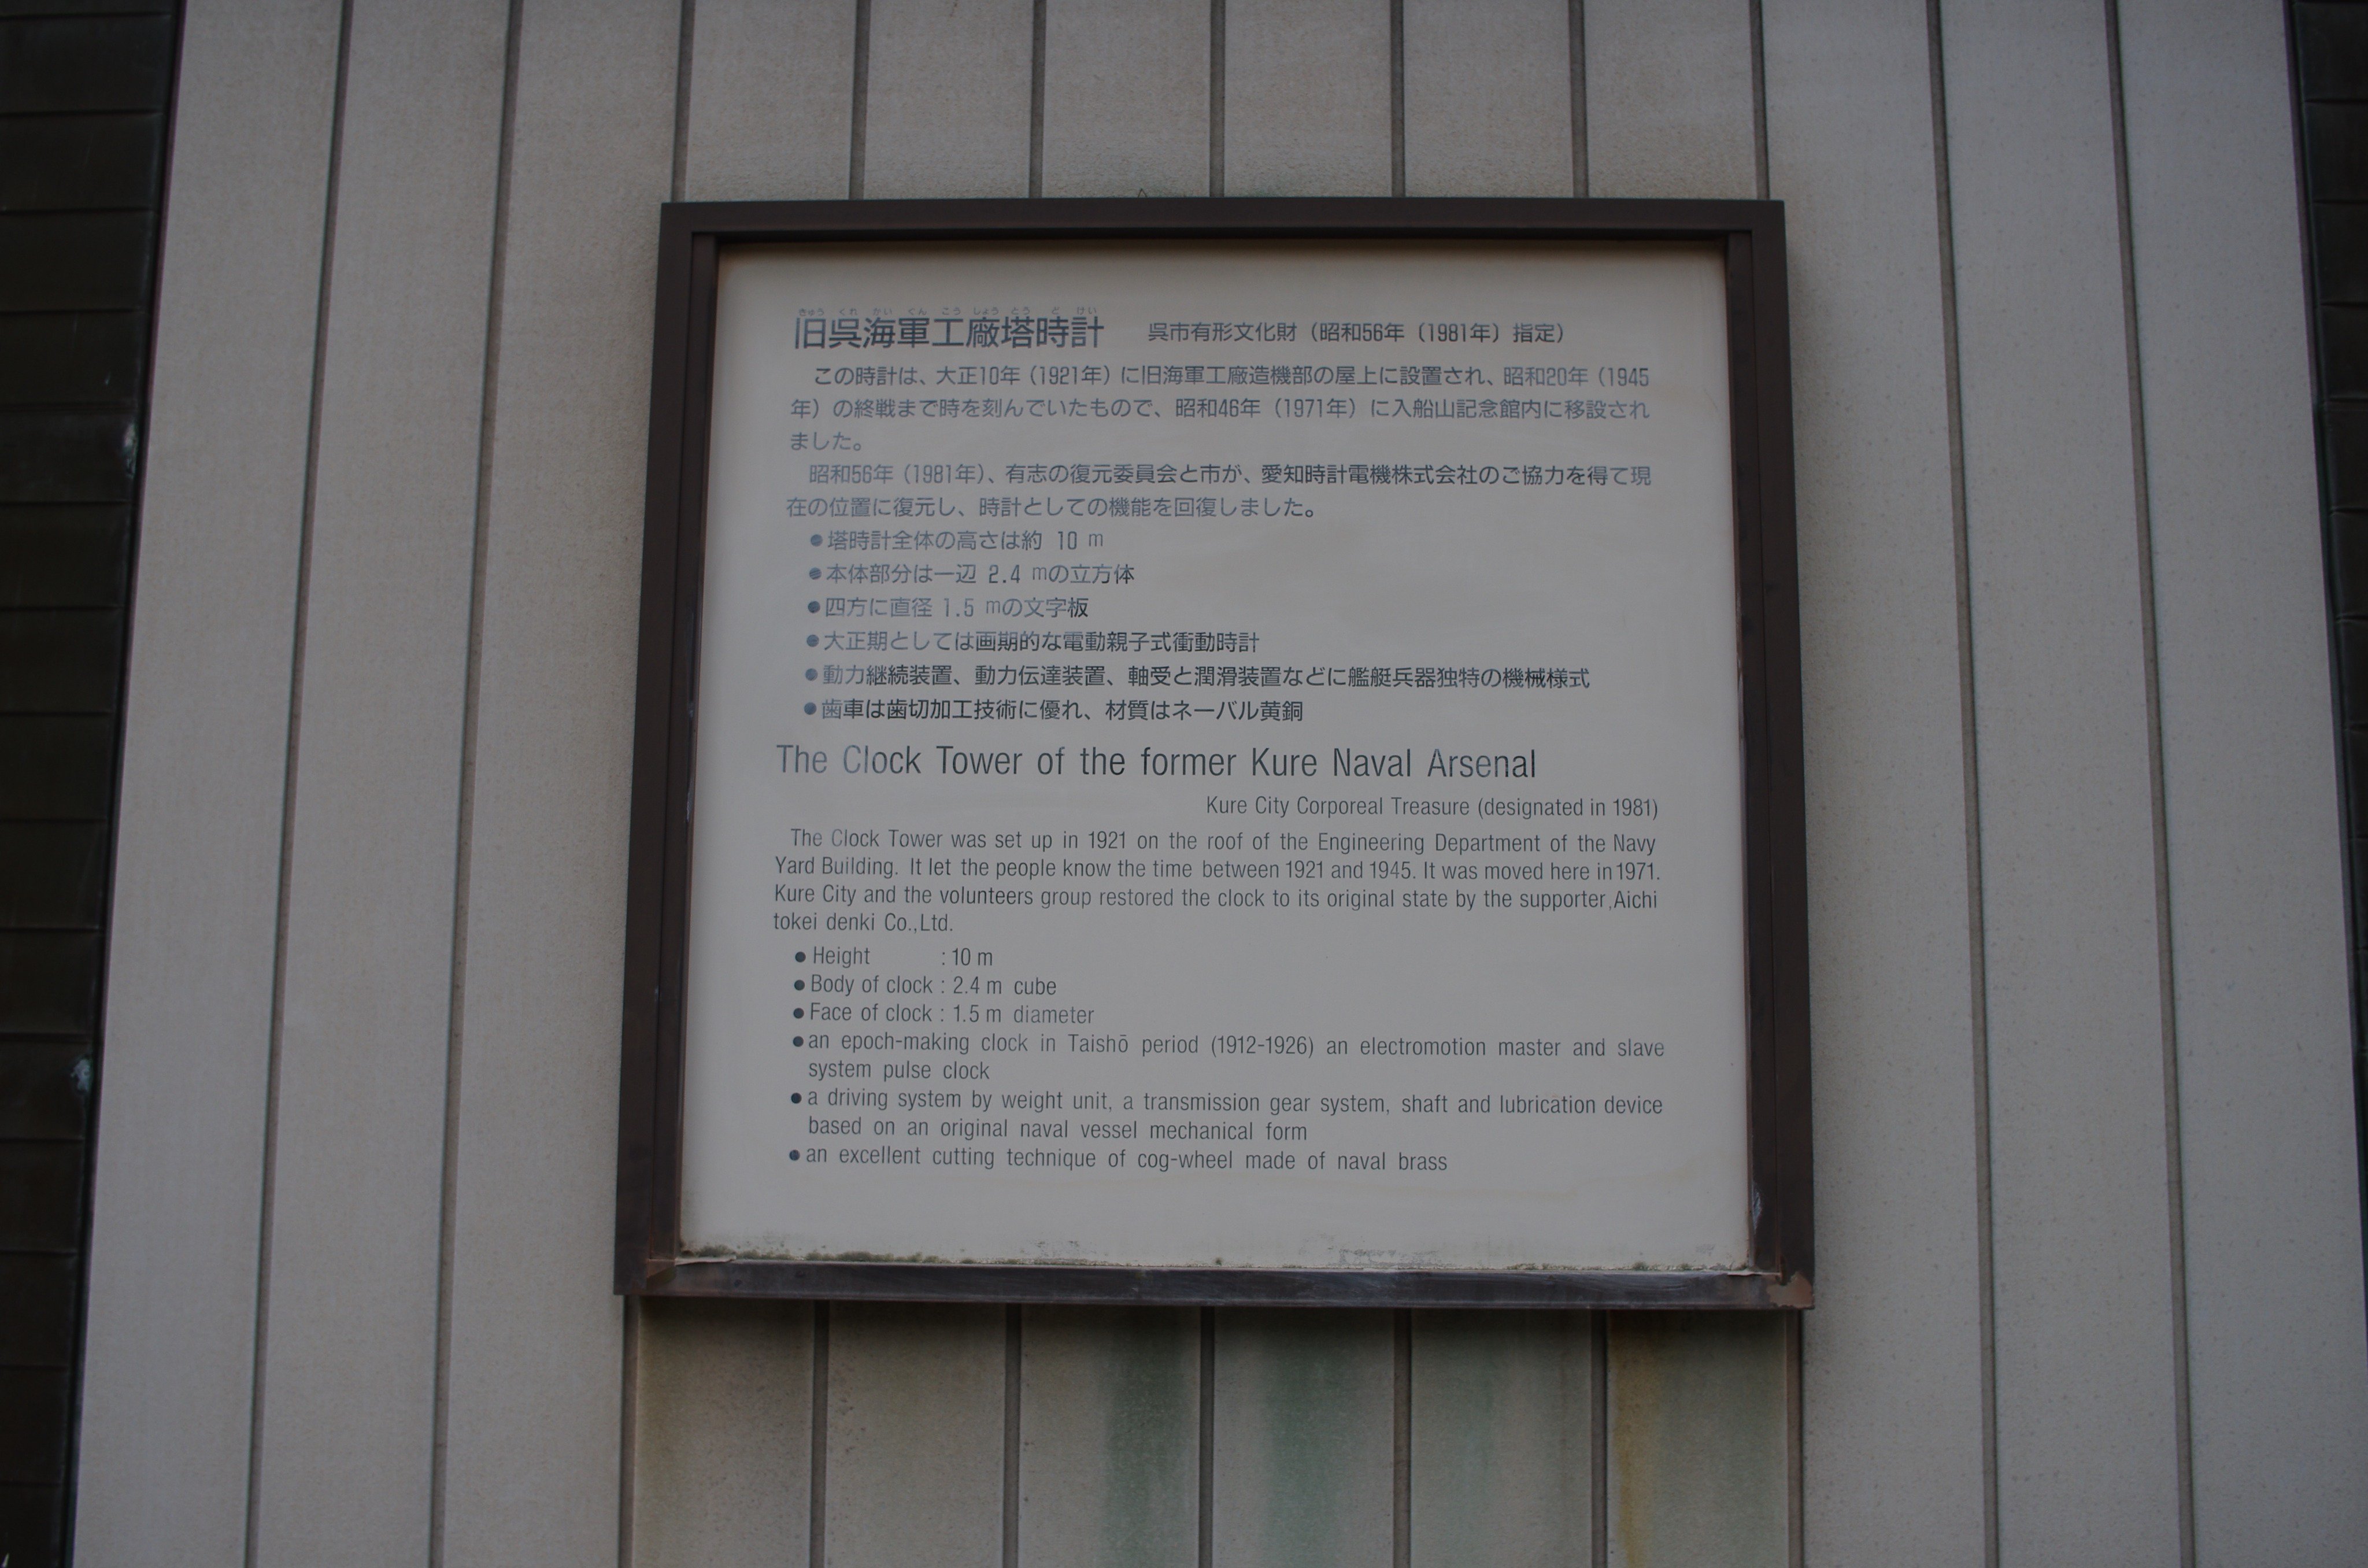 きゅう くれ かい ぐん こう しょう とう ど けい
旧呉海軍工廠塔時計 呉市有形文化財（昭和56年（1981年）指定）
この時計は、大正10年（1921年）に旧海軍工廠造機部の屋上に設置され、昭和20年（1945
年）の終戦まで時を刻んでいたもので、昭和46年（1971年）に入船山記念館内に移設され
ました。
昭和56年（1981年）、有志の復元委員会と市が、愛知時計電機株式会社のご協力を得て現
在の位置に復元し、時計としての機能を回復しました。
●塔時計全体の高さは約 10 m
●本体部分は一辺 2.4 mの立方体
●四方に直径 1.5 mの文字板
●大正期としては画期的な電動親子式衝動時計
●動力継続装置、動力伝達装置、軸受と潤滑装置などに艦艇兵器独特の機械様式
●歯車は歯切加工技術に優れ、材質はネーバル黄銅
The Clock Tower of the former Kure Naval Arsenal
Kure City Corporeal Treasure (designated in 1981)
The Clock Tower was set up in 1921 on the roof of the Engineering Department of the Navy
Yard Building. It let the people know the time between 1921 and 1945. It was moved here in 1971.
Kure City and the volunteers group restored the clock to its original state by the supporter,Aichi
tokei denki Co.,Ltd.
●Height : 10 m
●Body of clock : 2.4 m cube
●Face of clock : 1.5 m diameter
●an epoch-making clock in Taishō period (1912-1926) an electromotion master and slave
system pulse clock
●a driving system by weight unit, a transmission gear system, shaft and lubrication device
based on an original naval vessel mechanical form
●an excellent cutting technique of cog-wheel made of naval brass